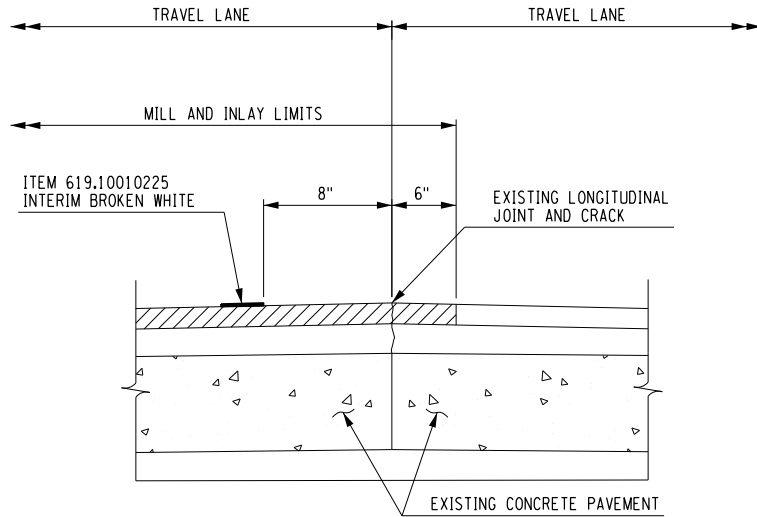 TRAVEL LANE
TRAVEL LANE
MILL AND INLAY LIMITS
ITEM 619.10010225
INTERIM BROKEN WHITE
8"
6"
EXISTING LONGITUDINAL
JOINT AND CRACK
EXISTING CONCRETE PAVEMENT